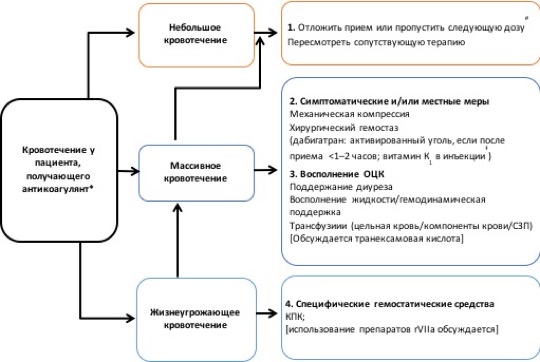 Небольшое
кровотечение
1. Отложить прием или пропустить следующую дозу#
Пересмотреть сопутствующую терапию
Кровотечение у
пациента,
получающего
антикоагулянт*
Массивное
кровотечение
2. Симптоматические и/или местные меры
Механическая компрессия
Хирургический гемостаз
(дабигатран: активированный уголь, если после
приема <1–2 часов; витамин К1 в инъекции)
3. Восполнение ОЦК
Поддержание диуреза
Восполнение жидкости/гемодинамическая
поддержка
Трансфузиии (цельная кровь/компоненты крови/СЗП)
[Обсуждается транексамовая кислота]
Жизнеугрожающее
кровотечение
4. Специфические гемостатические средства
КПК;
[использование препаратов rVIIa обсуждается]